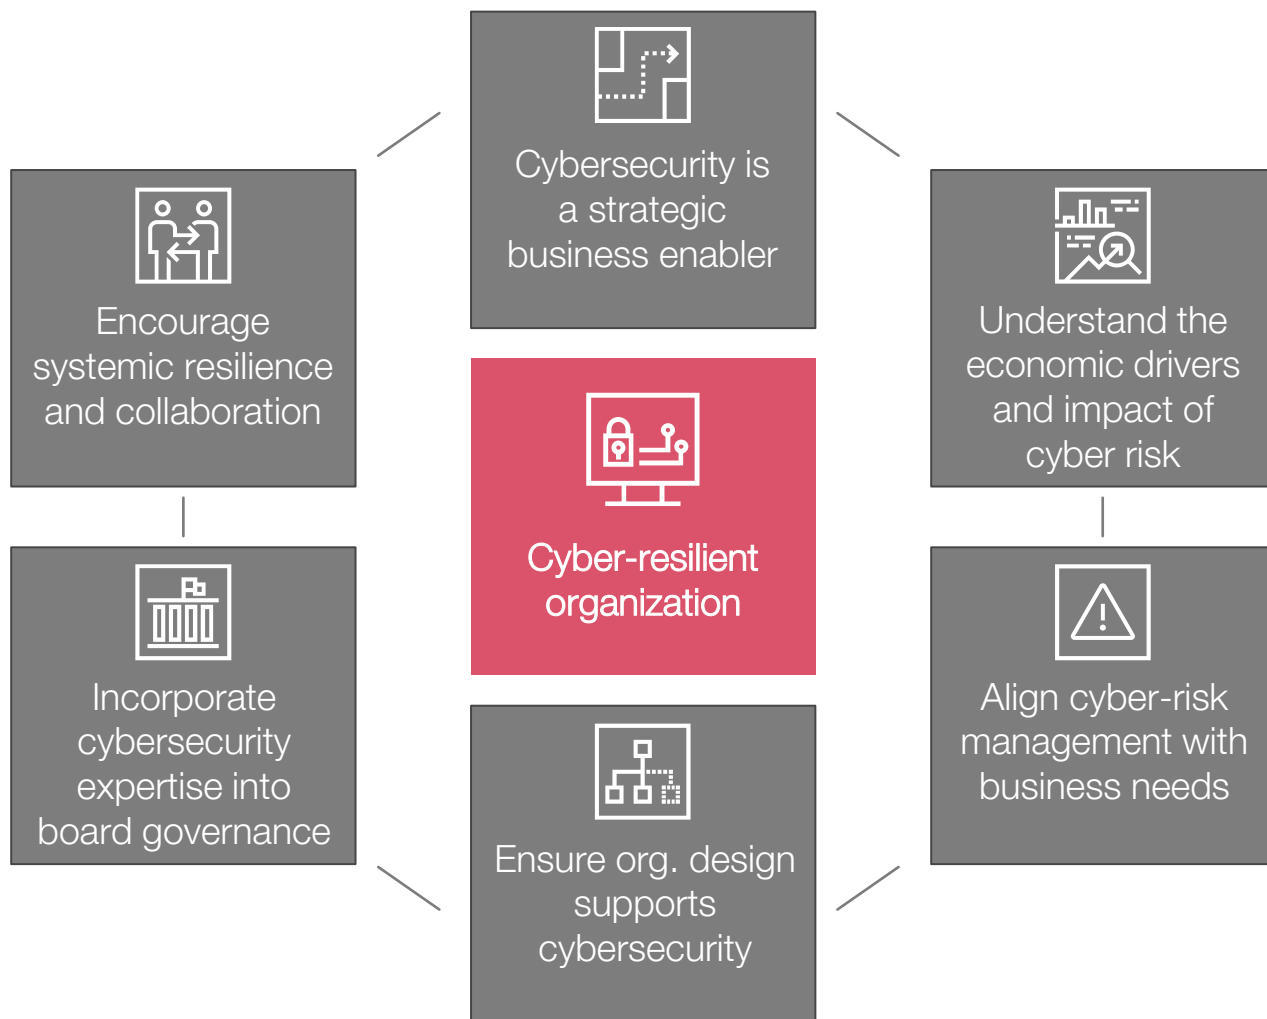 Cybersecurity is
a strategic
business enabler
Understand the
economic drivers
and impact of
cyber risk
Align cyber-risk
management with
business needs
Ensure org. design
supports
cybersecurity
Incorporate
cybersecurity
expertise into
board governance
Encourage
systemic resilience
and collaboration
Cyber-resilient
organization